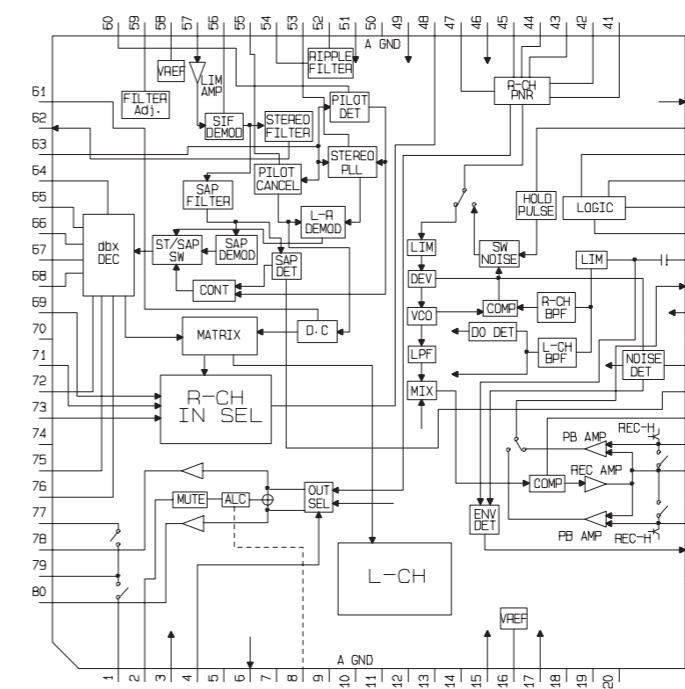 60 59 58 57 56 55 54 53 52 51 50 49 48 47 46 45 44 43 42 41
A GND
RIPPLE
FILTER
VREF
LIM
AMP
R-CH
PNR
61
FILTER
Adj.
PILOT
DET
62
SIF
DEMOD
STEREO
FILTER
63
STEREO
PLL
64
PILOT
CANCEL
SAP
FILTER
65
HOLD
PULSE
LOGIC
L-R
DEMOD
66
67
dbx
DEC
ST/SAP
SW
SAP
DEMOD
LIM
SW
NOISE
LIM
68
SAP
DET
DEV
CONT
69
COMP
R-CH
BPF
VCO
70
MATRIX
D.C
DO DET
71
LPF
L-CH
BPF
NOISE
DET
72
R-CH
IN SEL
MIX
73
74
PB AMP
REC-H
75
REC AMP
76
MUTE
ALC
OUT
SEL
COMP
77
ENV
DET
78
PB AMP
REC-H
79
L-CH
80
VREF
A GND
1 2 3 4 5 6 7 8 9 10 11 12 13 14 15 16 17 18 19 20